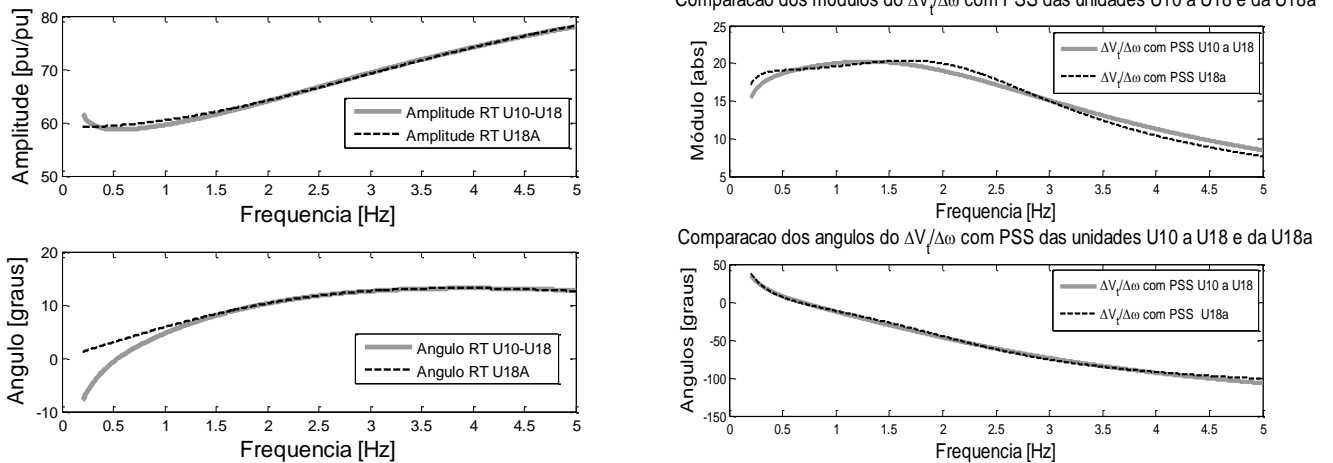 80
70
60
50
Amplitude [pu/pu]
Amplitude RT U10-U18
Amplitude RT U18A
0 0.5 1 1.5 2 2.5 3 3.5 4 4.5 5
Frequencia [Hz]
20
10
0
-10
Angulo [graus]
Angulo RT U10-U18
Angulo RT U18A
0 0.5 1 1.5 2 2.5 3 3.5 4 4.5 5
Frequencia [Hz]
Comparacao dos modulos do ΔVt/Δω com PSS das unidades U10 a U18 e da U18a
25
20
15
10
5
Módulo [abs]
ΔVt/Δω com PSS U10 a U18
ΔVt/Δω com PSS U18a
0 0.5 1 1.5 2 2.5 3 3.5 4 4.5 5
Frequencia [Hz]
Comparacao dos angulos do ΔVt/Δω com PSS das unidades U10 a U18 e da U18a
50
0
-50
-100
-150
Angulos [graus]
ΔVt/Δω com PSS U10 a U18
ΔVt/Δω com PSS U18a
0 0.5 1 1.5 2 2.5 3 3.5 4 4.5 5
Frequencia [Hz]